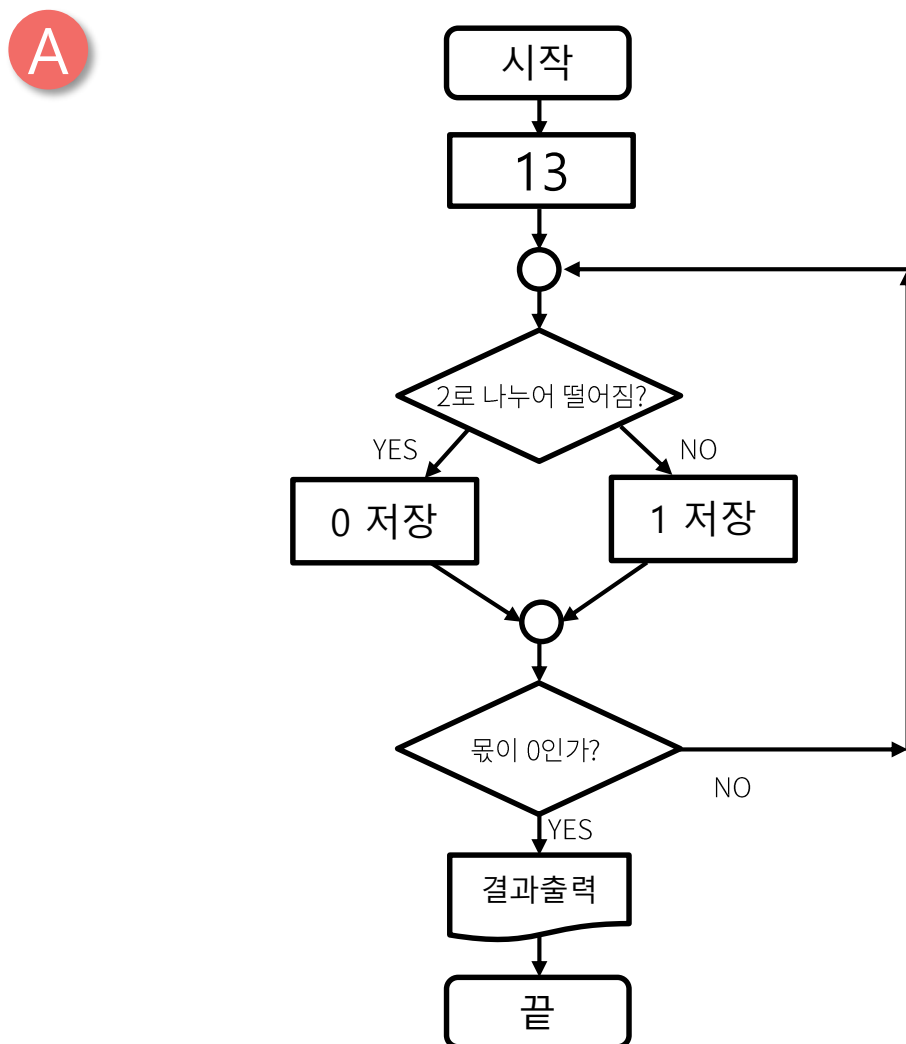 A
시작
13
2로 나누어 떨어짐?
YES
NO
0 저장
1 저장
몫이 0인가?
NO
YES
결과출력
끝